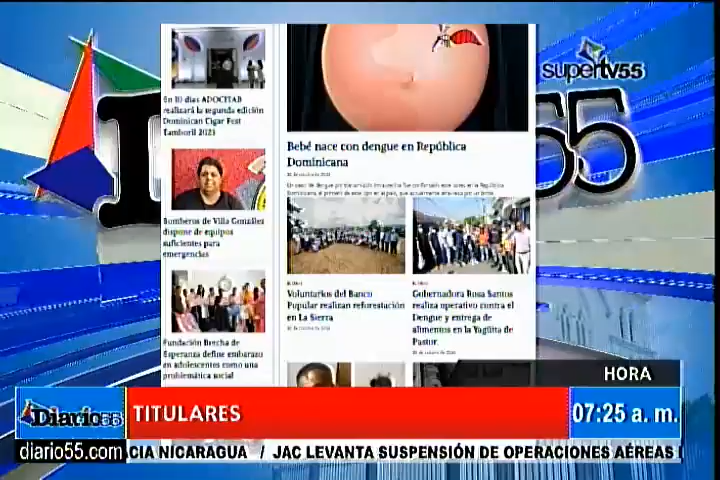 En 10 días ADOCITAB
realizará la segunda edición
Dominican Cigar Fest
Tamboril 2023
Bomberos de Villa González
dispone de equipos
suficientes para
emergencias
Fundación Brecha de
Esperanza define embarazo
en adolescentes como una
problemática social
Bebé nace con dengue en República
Dominicana
Voluntarios del Banco
Popular realizan reforestación
en La Sierra
Gobernadora Rosa Santos
realiza operativo contra el
Dengue y entrega de
alimentos en la Yagüita de
Pastor.
supertv55
55
HORA
Diario55
TITULARES
07:25 a. m.
diario55.com
CIA NICARAGUA / JAC LEVANTA SUSPENSIÓN DE OPERACIONES AÉREAS